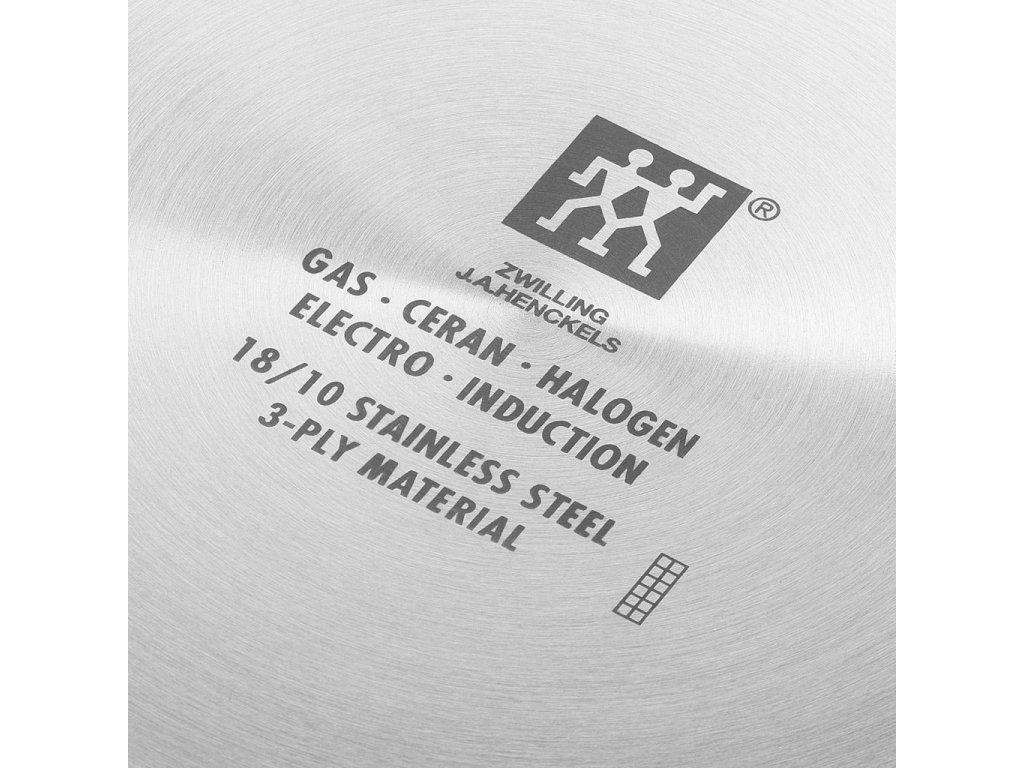 ®
ZWILLING
J.A.HENCKELS
GAS · CERAN · HALOGEN
ELECTRO · INDUCTION
18/10 STAINLESS STEEL
3-PLY MATERIAL